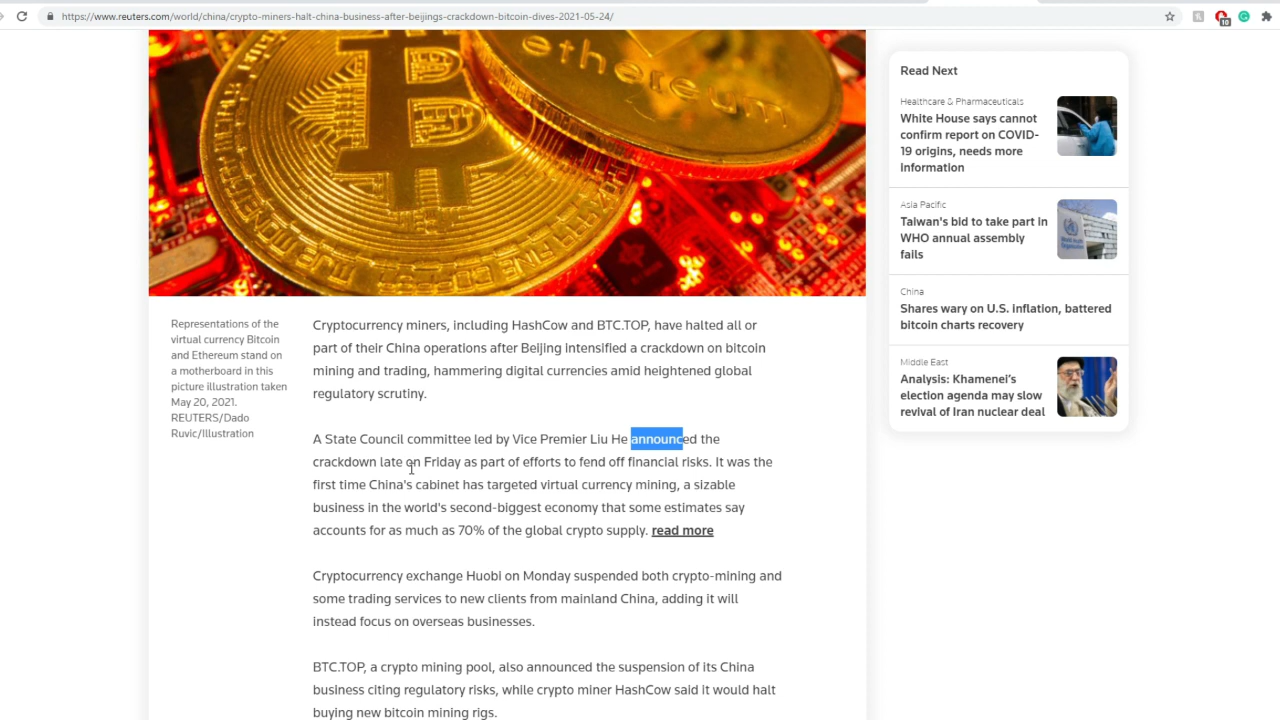 https://www.reuters.com/world/china/crypto-miners-halt-china-business-after-beijings-crackdown-bitcoin-dives-2021-05-24/
10
ethereum
Representations of the
virtual currency Bitcoin
and Ethereum stand on
a motherboard in this
picture illustration taken
May 20, 2021.
REUTERS/Dado
Ruvic/Illustration
Cryptocurrency miners, including HashCow and BTC.TOP, have halted all or
part of their China operations after Beijing intensified a crackdown on bitcoin
mining and trading, hammering digital currencies amid heightened global
regulatory scrutiny.
A State Council committee led by Vice Premier Liu He announced the
crackdown late on Friday as part of efforts to fend off financial risks. It was the
first time China's cabinet has targeted virtual currency mining, a sizable
business in the world's second-biggest economy that some estimates say
accounts for as much as 70% of the global crypto supply. read more
Cryptocurrency exchange Huobi on Monday suspended both crypto-mining and
some trading services to new clients from mainland China, adding it will
instead focus on overseas businesses.
BTC.TOP, a crypto mining pool, also announced the suspension of its China
business citing regulatory risks, while crypto miner HashCow said it would halt
buying new bitcoin mining rigs.
Read Next
Healthcare & Pharmaceuticals
White House says cannot
confirm report on COVID-
19 origins, needs more
information
Asia Pacific
Taiwan's bid to take part in
WHO annual assembly
fails
China
Shares wary on U.S. inflation, battered
bitcoin charts recovery
Middle East
Analysis: Khamenei's
election agenda may slow
revival of Iran nuclear deal